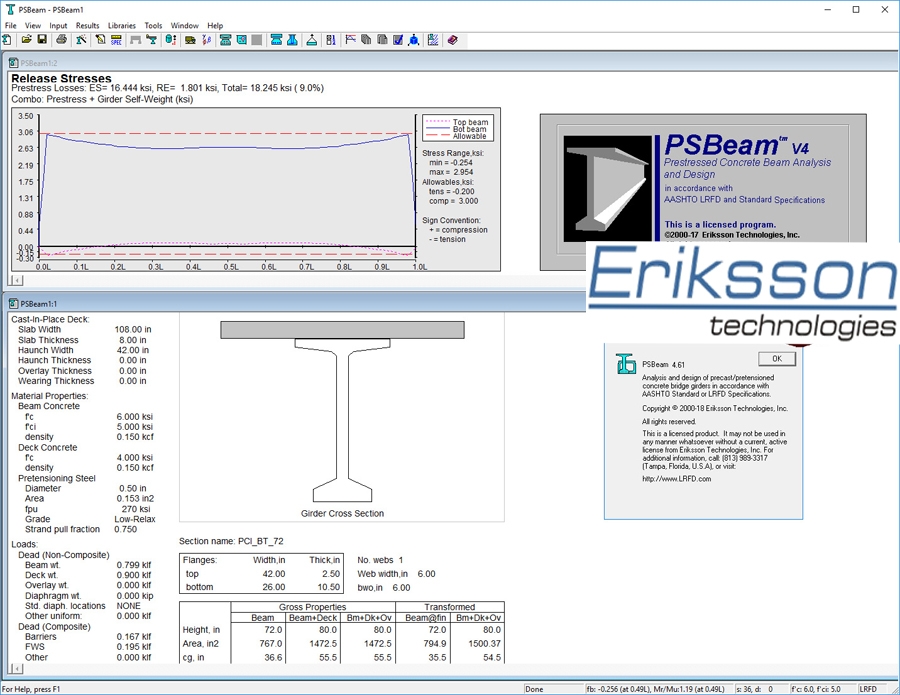 PSBeam - PSBeam1
File View Input Results Libraries Tools Window Help
PSBeam1:2
Release Stresses
Prestress Losses: ES= 16.444 ksi, RE= 1.801 ksi, Total= 18.245 ksi ( 9.0%)
Combo: Prestress + Girder Self-Weight (ksi)
3.50
3.06
2.63
2.19
1.75
1.31
0.88
0.44
0.00
-0.30
0.0L 0.1L 0.2L 0.3L 0.4L 0.5L 0.6L 0.7L 0.8L 0.9L 1.0L
Top beam
Bot beam
Allowable
Stress Range,ksi:
min = -0.254
max = 2.954
Allowables,ksi:
tens = -0.200
comp = 3.000
Sign Convention:
+ = compression
- = tension
PSBeam™ V4
Prestressed Concrete Beam Analysis
and Design
in accordance with
AASHTO LRFD and Standard Specifications
This is a licensed program.
©2000-17 Eriksson Technologies, Inc.
Eriksson
technologies
PSBeam1:1
Cast-In-Place Deck:
Slab Width 108.00 in
Slab Thickness 8.00 in
Haunch Width 42.00 in
Haunch Thickness 0.00 in
Overlay Thickness 0.00 in
Wearing Thickness 0.00 in
Material Properties:
Beam Concrete
f'c 6.000 ksi
f'ci 5.000 ksi
density 0.150 kcf
Deck Concrete
f'c 4.000 ksi
density 0.150 kcf
Pretensioning Steel
Diameter 0.50 in
Area 0.153 in2
fpu 270 ksi
Grade Low-Relax
Strand pull fraction 0.750
Loads:
Dead (Non-Composite)
Beam wt. 0.799 klf
Deck wt. 0.900 klf
Overlay wt. 0.000 klf
Diaphragm wt. 0.000 kip
Std. diaph. locations NONE
Other uniform: 0.000 klf
Dead (Composite)
Barriers 0.167 klf
FWS 0.195 klf
Other 0.000 klf
Girder Cross Section
Section name: PCI_BT_72
Flanges: Width,in Thick,in
top 42.00 2.50
bottom 26.00 10.50
No. webs 1
Web width,in 6.00
bwo,in 6.00
Gross Properties Transformed
Beam Beam+Deck Bm+Dk+Ov Beam@fin Bm+Dk+Ov
Height, in 72.0 80.0 80.0 72.0 80.0
Area, in2 767.0 1472.5 1472.5 794.9 1500.37
cg, in 36.6 55.5 55.5 35.5 54.5
PSBeam 4.61
OK
Analysis and design of precast/pretensioned
concrete bridge girders in accordance with
AASHTO Standard or LRFD Specifications.
Copyright © 2000-18 Eriksson Technologies, Inc.
All rights reserved.
This is a licensed product. It may not be used in
any manner whatsoever without a current, active
license from Eriksson Technologies, Inc. For
additional information, call: (813) 989-3317
(Tampa, Florida, U.S.A), or visit:
http://www.LRFD.com
For Help, press F1
Done
fb: -0.256 (at 0.49L), Mr/Mu:1.19 (at 0.49L)
s: 36, d: 0
f'c: 6.0, f'ci: 5.0
LRFD